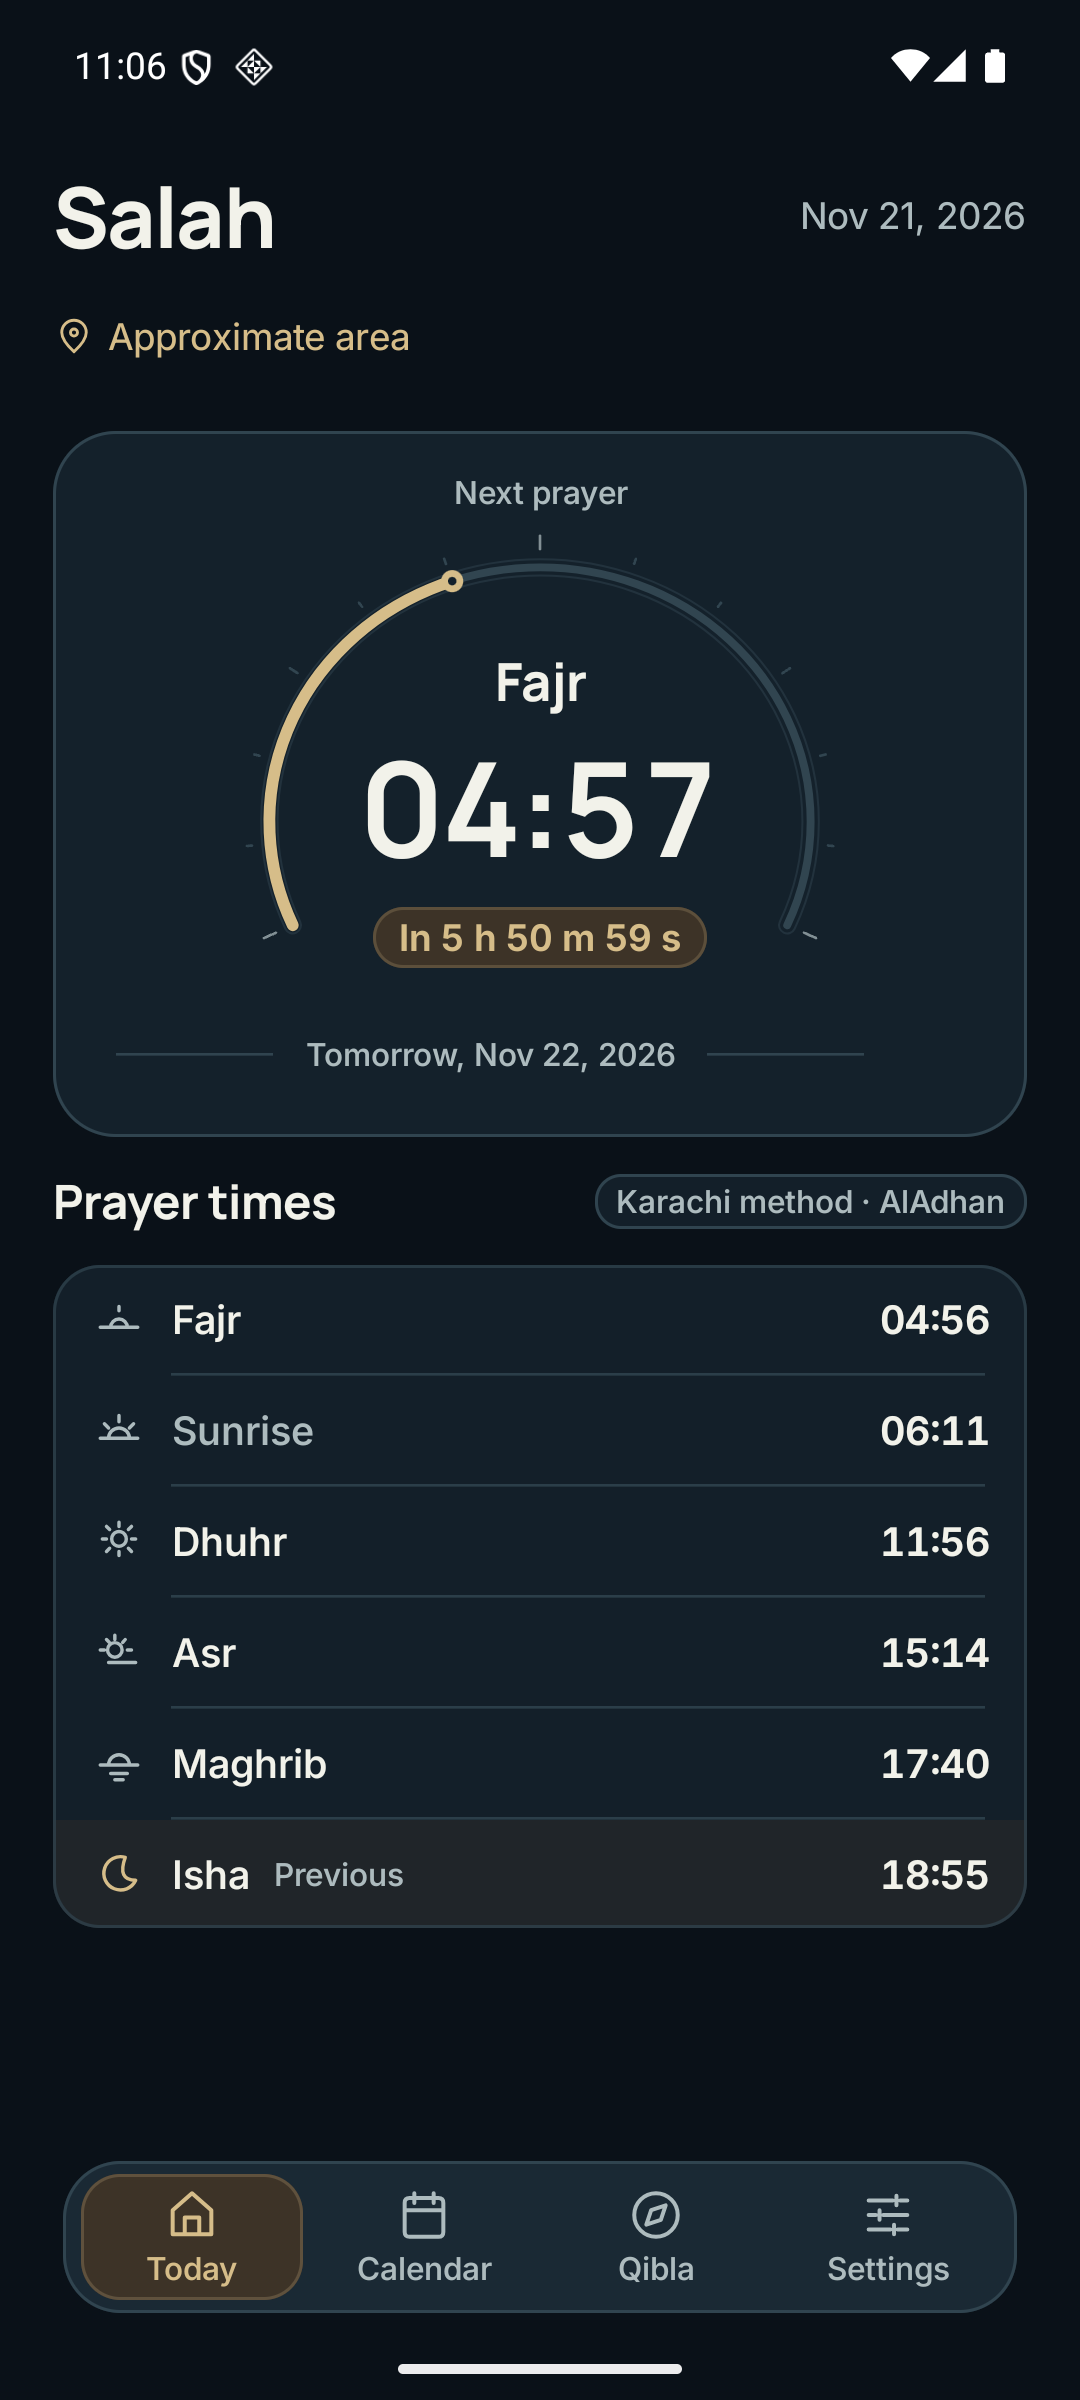 11:06
Salah
Nov 21, 2026
Approximate area
Next prayer
Fajr
04:57
In 5 h 50 m 59 s
Tomorrow, Nov 22, 2026
Prayer times
Karachi method · AlAdhan
Fajr 04:56
Sunrise 06:11
Dhuhr 11:56
Asr 15:14
Maghrib 17:40
Isha Previous 18:55
Today Calendar Qibla Settings